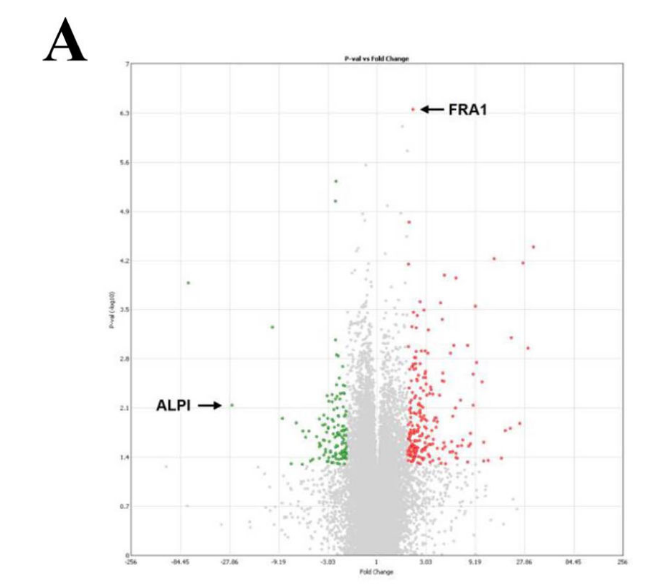 A
P-val vs Fold Change
7
FRA1
6.3
5.6
4.9
4.2
3.5
P-val (-log10)
2.8
ALPI
2.1
1.4
0.7
0
-256 -84.45 -27.86 -9.19 -3.03 1 3.03 9.19 27.86 84.45 256
Fold Change